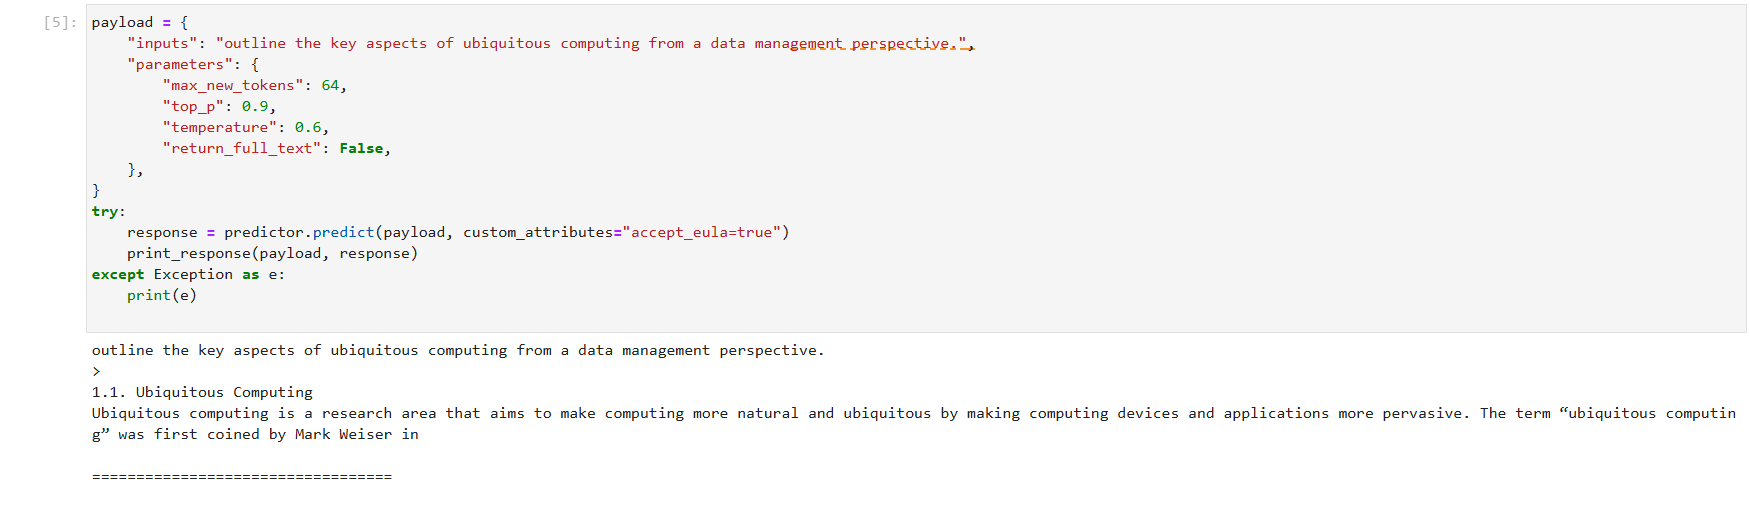 [5]: payload = {
    "inputs": "outline the key aspects of ubiquitous computing from a data management perspective.",
    "parameters": {
        "max_new_tokens": 64,
        "top_p": 0.9,
        "temperature": 0.6,
        "return_full_text": False,
    },
}
try:
    response = predictor.predict(payload, custom_attributes="accept_eula=true")
    print_response(payload, response)
except Exception as e:
    print(e)
outline the key aspects of ubiquitous computing from a data management perspective.
>
1.1. Ubiquitous Computing
Ubiquitous computing is a research area that aims to make computing more natural and ubiquitous by making computing devices and applications more pervasive. The term “ubiquitous computin
g” was first coined by Mark Weiser in
==================================